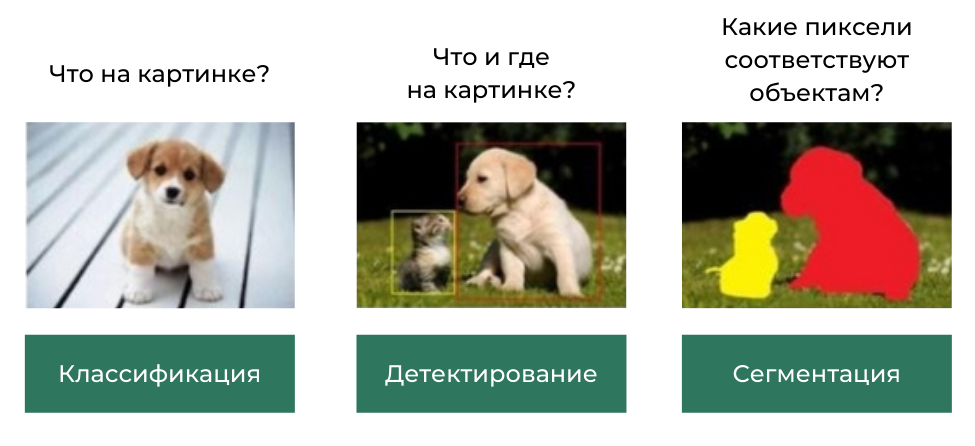 Что на картинке?
Что и где
на картинке?
Какие пиксели
соответствуют
объектам?
Классификация
Детектирование
Сегментация